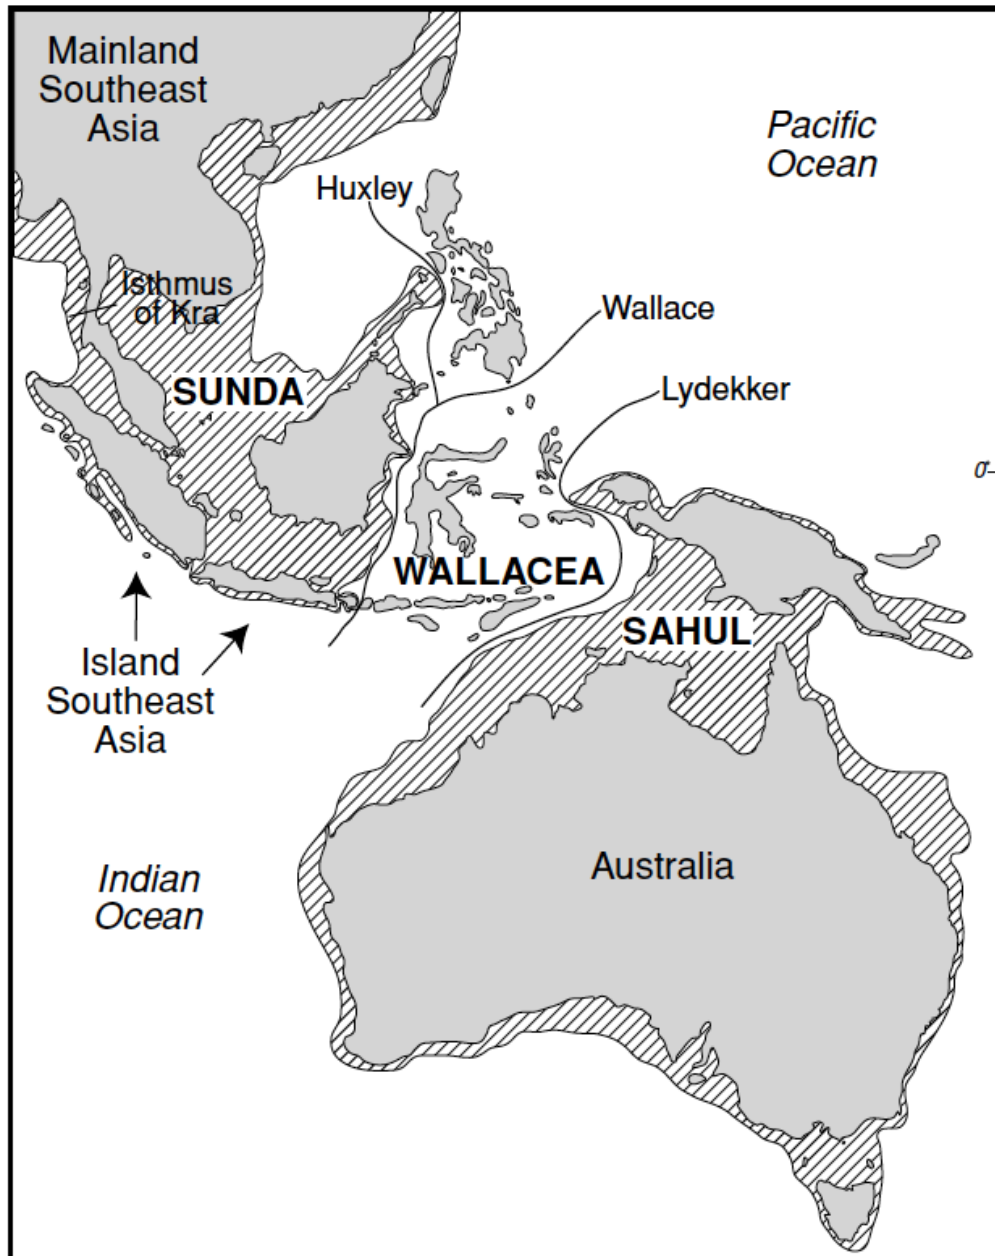 Mainland
Southeast
Asia
Pacific
Ocean
Huxley
Isthmus
of Kra
Wallace
SUNDA
Lydekker
0°
WALLACEA
SAHUL
Island
Southeast
Asia
Australia
Indian
Ocean